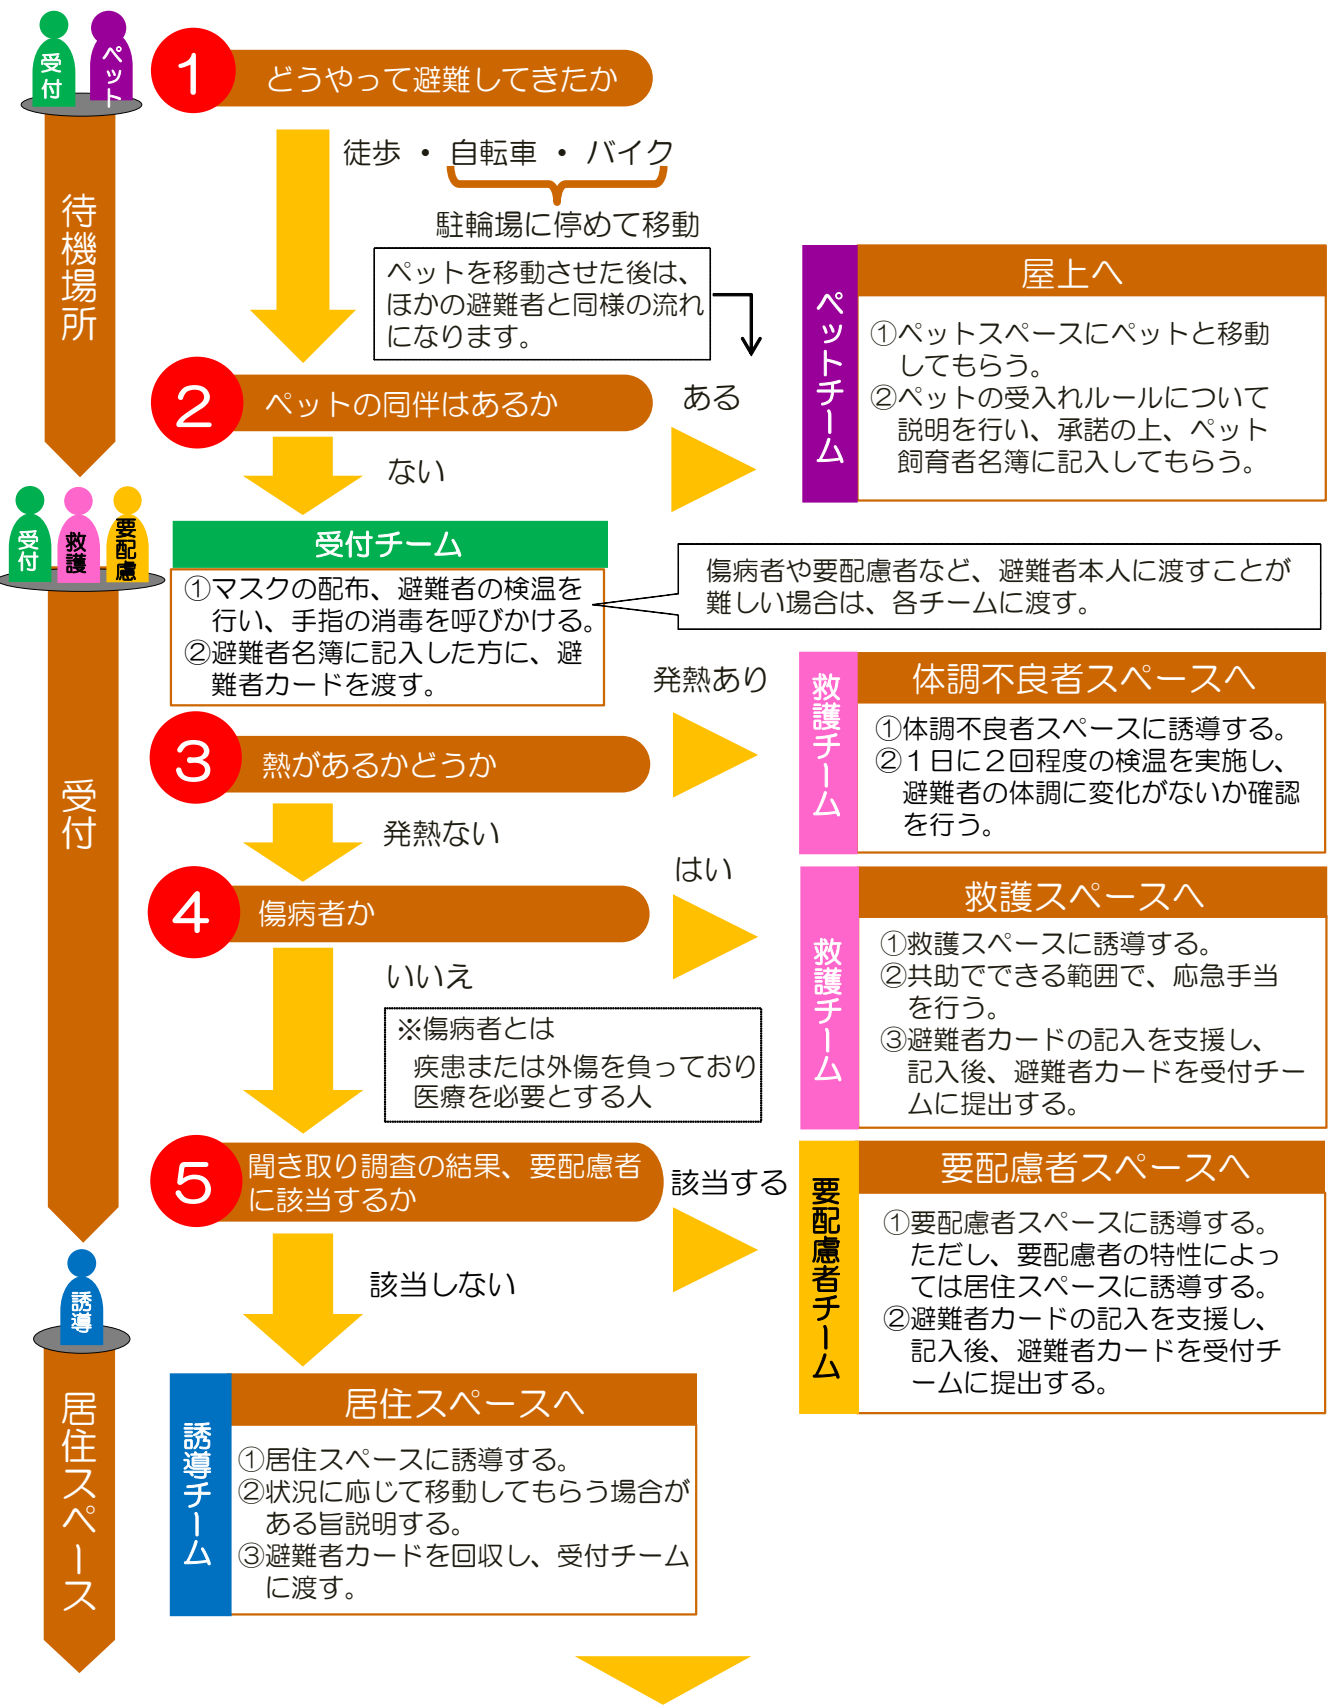 受付
ペット
1
どうやって避難してきたか
徒歩 ・ 自転車 ・ バイク
駐輪場に停めて移動
待機場所
ペットを移動させた後は、
ほかの避難者と同様の流れ
になります。
2
ペットの同伴はあるか
ある
ない
ペットチーム
屋上へ
①ペットスペースにペットと移動
してもらう。
②ペットの受入れルールについて
説明を行い、承諾の上、ペット
飼育者名簿に記入してもらう。
受付
救護
要配慮
受付チーム
①マスクの配布、避難者の検温を
行い、手指の消毒を呼びかける。
②避難者名簿に記入した方に、避
難者カードを渡す。
傷病者や要配慮者など、避難者本人に渡すことが
難しい場合は、各チームに渡す。
受付
3
熱があるかどうか
発熱あり
発熱ない
救護チーム
体調不良者スペースへ
①体調不良者スペースに誘導する。
②１日に２回程度の検温を実施し、
避難者の体調に変化がないか確認
を行う。
4
傷病者か
はい
いいえ
※傷病者とは
疾患または外傷を負っており
医療を必要とする人
救護チーム
救護スペースへ
①救護スペースに誘導する。
②共助でできる範囲で、応急手当
を行う。
③避難者カードの記入を支援し、
記入後、避難者カードを受付チー
ムに提出する。
5
聞き取り調査の結果、要配慮者
に該当するか
該当する
該当しない
要配慮者チーム
要配慮者スペースへ
①要配慮者スペースに誘導する。
ただし、要配慮者の特性によっ
ては居住スペースに誘導する。
②避難者カードの記入を支援し、
記入後、避難者カードを受付チ
ームに提出する。
誘導
居住スペース
誘導チーム
居住スペースへ
①居住スペースに誘導する。
②状況に応じて移動してもらう場合が
ある旨説明する。
③避難者カードを回収し、受付チーム
に渡す。